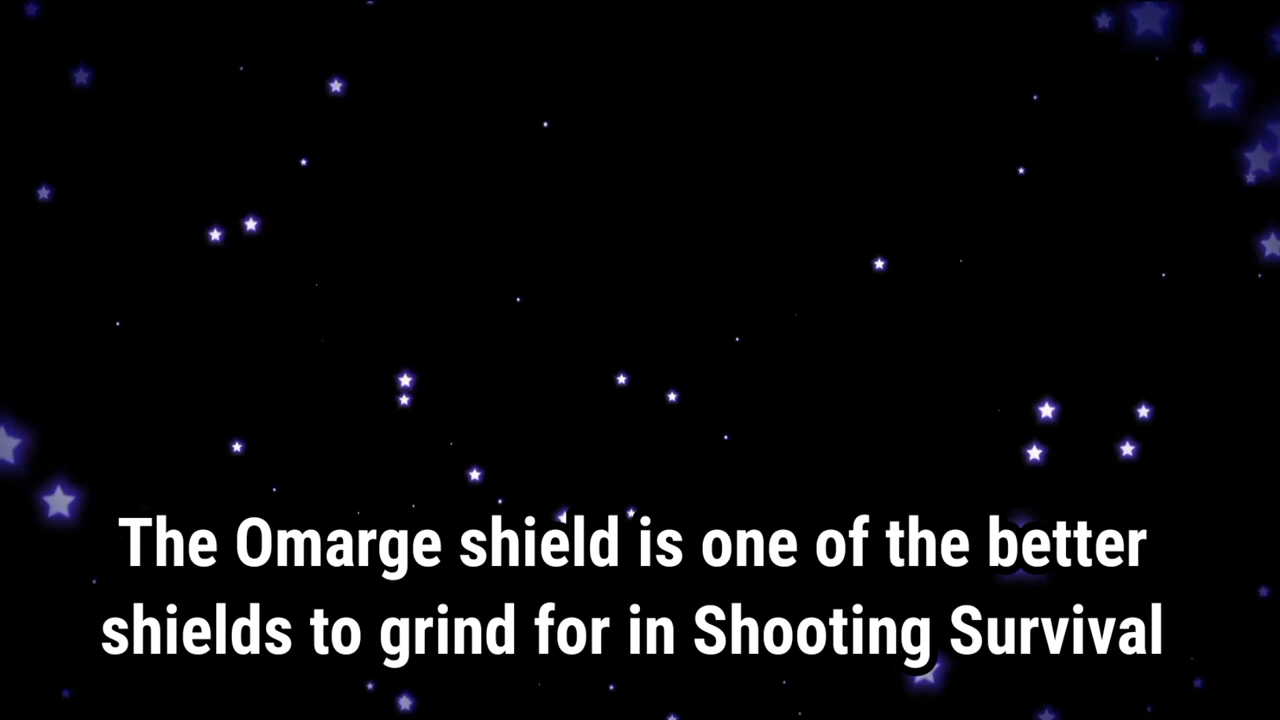 The Omarge shield is one of the better
shields to grind for in Shooting Survival